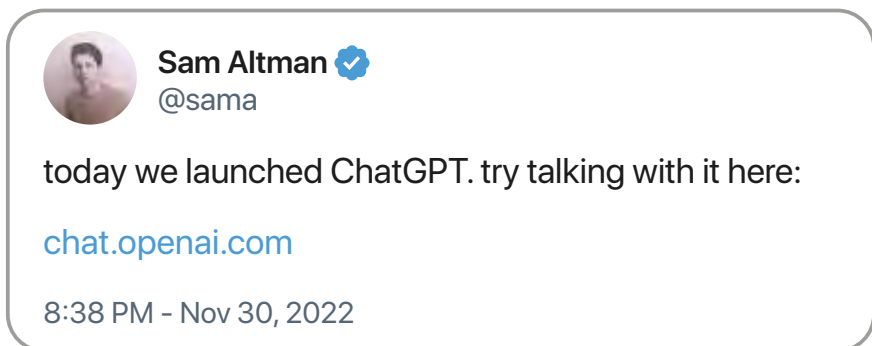 Sam Altman
@sama
today we launched ChatGPT. try talking with it here:
chat.openai.com
8:38 PM - Nov 30, 2022